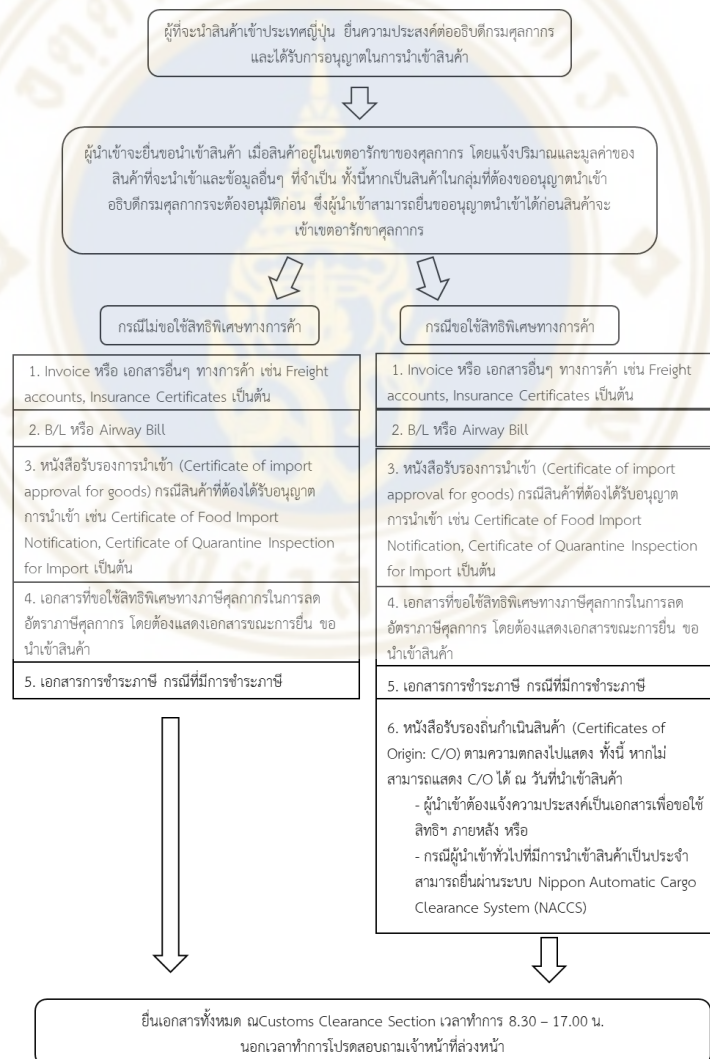 ผู้ที่จะนำสินค้าเข้าประเทศญี่ปุ่น ยื่นความประสงค์ต่ออธิบดีกรมศุลกากร
และได้รับการอนุญาตในการนำเข้าสินค้า
ผู้นำเข้าจะยื่นขอนำเข้าสินค้า เมื่อสินค้าอยู่ในเขตอารักขาของศุลกากร โดยแจ้งปริมาณและมูลค่าของ
สินค้าที่จะนำเข้าและข้อมูลอื่นๆ ที่จำเป็น ทั้งนี้หากเป็นสินค้าในกลุ่มที่ต้องขออนุญาตนำเข้า
อธิบดีกรมศุลกากรจะต้องอนุมัติก่อน ซึ่งผู้นำเข้าสามารถยื่นขออนุญาตนำเข้าได้ก่อนสินค้าจะ
เข้าเขตอารักขาศุลกากร
กรณีไม่ขอใช้สิทธิพิเศษทางการค้า
1. Invoice หรือ เอกสารอื่นๆ ทางการค้า เช่น Freight
accounts, Insurance Certificates เป็นต้น
2. B/L หรือ Airway Bill
3. หนังสือรับรองการนำเข้า (Certificate of import
approval for goods) กรณีสินค้าที่ต้องได้รับอนุญาต
การนำเข้า เช่น Certificate of Food Import
Notification, Certificate of Quarantine Inspection
for Import เป็นต้น
4. เอกสารที่ขอใช้สิทธิพิเศษทางภาษีศุลกากรในการลด
อัตราภาษีศุลกากร โดยต้องแสดงเอกสารขณะการยื่น ขอ
นำเข้าสินค้า
5. เอกสารการชำระภาษี กรณีที่มีการชำระภาษี
กรณีขอใช้สิทธิพิเศษทางการค้า
1. Invoice หรือ เอกสารอื่นๆ ทางการค้า เช่น Freight
accounts, Insurance Certificates เป็นต้น
2. B/L หรือ Airway Bill
3. หนังสือรับรองการนำเข้า (Certificate of import
approval for goods) กรณีสินค้าที่ต้องได้รับอนุญาต
การนำเข้า เช่น Certificate of Food Import
Notification, Certificate of Quarantine Inspection
for Import เป็นต้น
4. เอกสารที่ขอใช้สิทธิพิเศษทางภาษีศุลกากรในการลด
อัตราภาษีศุลกากร โดยต้องแสดงเอกสารขณะการยื่น ขอ
นำเข้าสินค้า
5. เอกสารการชำระภาษี กรณีที่มีการชำระภาษี
6. หนังสือรับรองถิ่นกำเนินสินค้า (Certificates of
Origin: C/O) ตามความตกลงไปแสดง ทั้งนี้ หากไม่
สามารถแสดง C/O ได้ ณ วันที่นำเข้าสินค้า
- ผู้นำเข้าต้องแจ้งความประสงค์เป็นเอกสารเพื่อขอใช้
สิทธิฯ ภายหลัง หรือ
- กรณีผู้นำเข้าทั่วไปที่มีการนำเข้าสินค้าเป็นประจำ
สามารถยื่นผ่านระบบ Nippon Automatic Cargo
Clearance System (NACCS)
ยื่นเอกสารทั้งหมด ณCustoms Clearance Section เวลาทำการ 8.30 – 17.00 น.
นอกเวลาทำการโปรดสอบถามเจ้าหน้าที่ล่วงหน้า